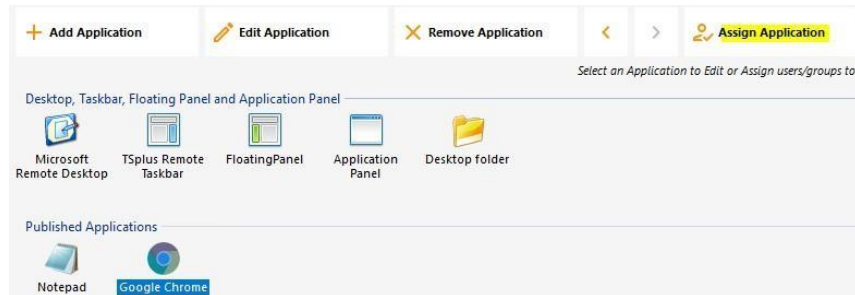 Add Application
Edit Application
Remove Application
Assign Application
Select an Application to Edit or Assign users/groups to
Desktop, Taskbar, Floating Panel and Application Panel
Microsoft
Remote Desktop
TSplus Remote
Taskbar
FloatingPanel
Application
Panel
Desktop folder
Published Applications
Notepad
Google Chrome